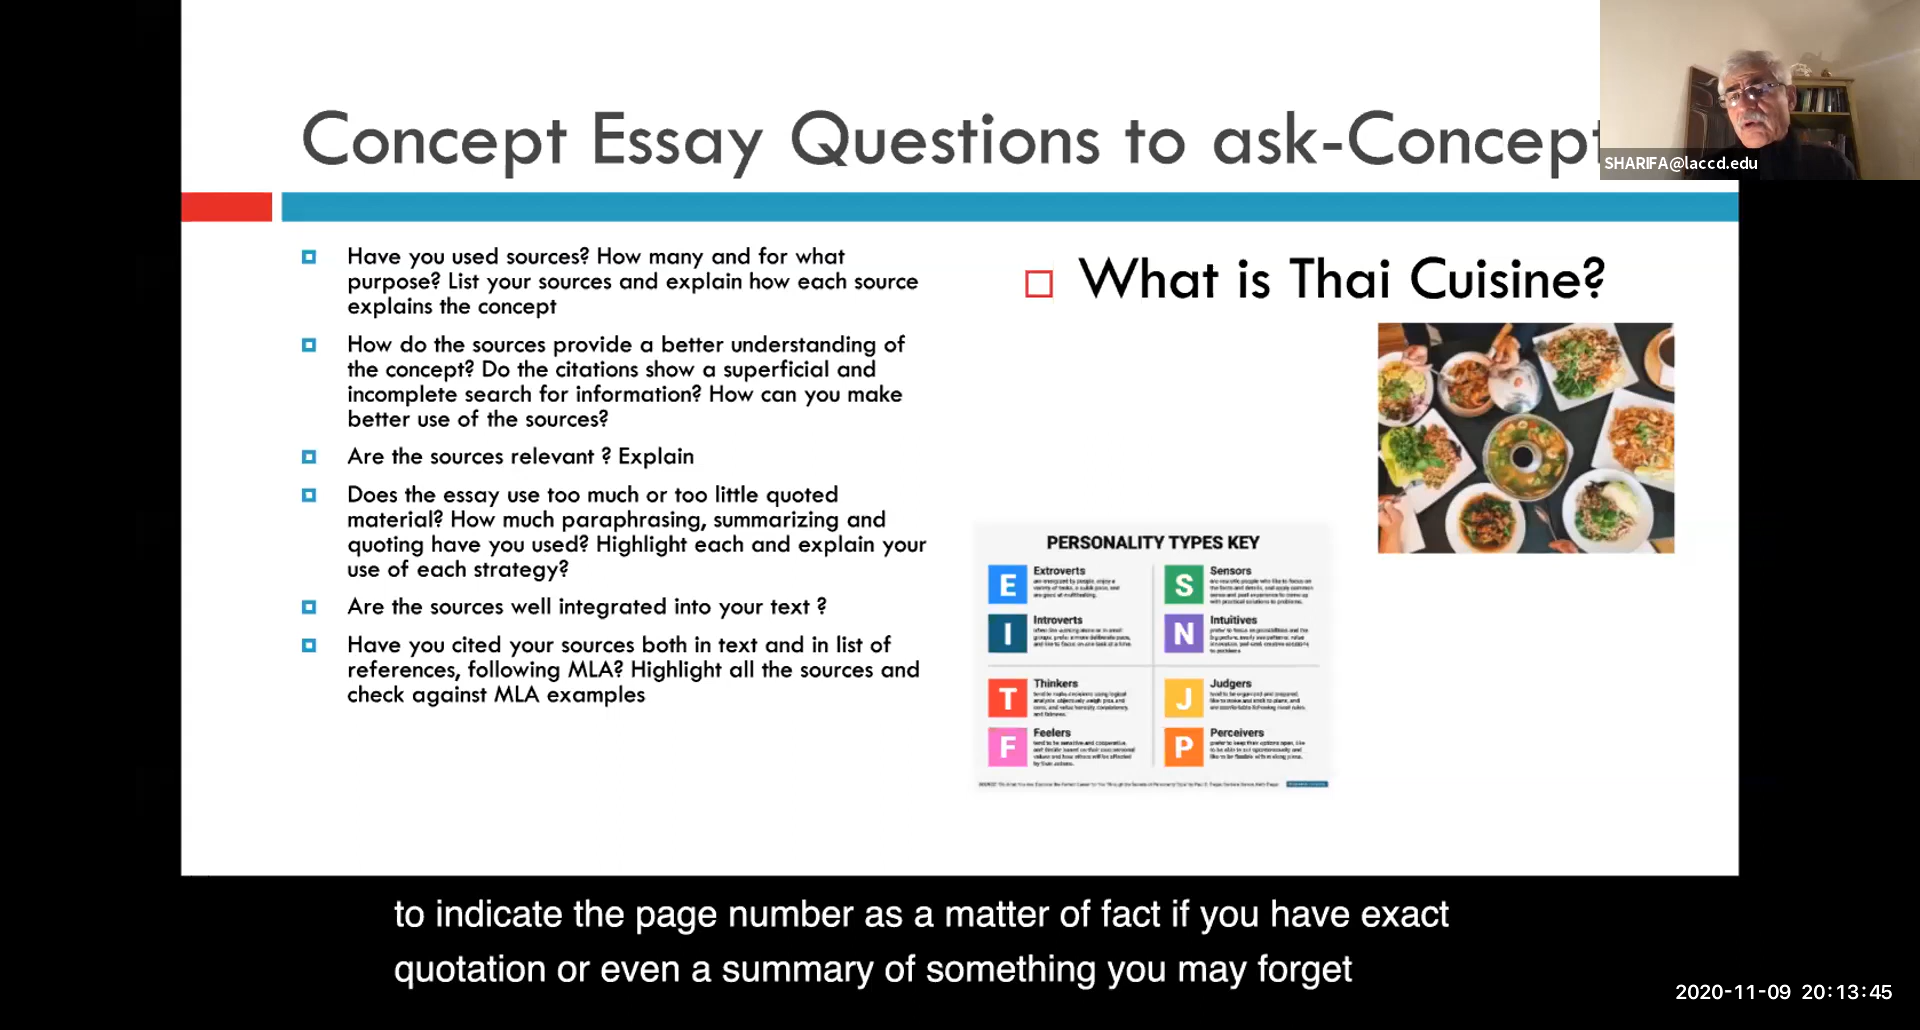 Concept Essay Questions to ask-Concept
SHARIFA@laccd.edu
Have you used sources? How many and for what
purpose? List your sources and explain how each source
explains the concept
How do the sources provide a better understanding of
the concept? Do the citations show a superficial and
incomplete search for information? How can you make
better use of the sources?
Are the sources relevant ? Explain
Does the essay use too much or too little quoted
material? How much paraphrasing, summarizing and
quoting have you used? Highlight each and explain your
use of each strategy?
Are the sources well integrated into your text ?
Have you cited your sources both in text and in list of
references, following MLA? Highlight all the sources and
check against MLA examples
What is Thai Cuisine?
PERSONALITY TYPES KEY
E Extroverts
I Introverts
T Thinkers
F Feelers
S Sensors
N Intuitives
J Judgers
P Perceivers
to indicate the page number as a matter of fact if you have exact
quotation or even a summary of something you may forget
2020-11-09 20:13:45